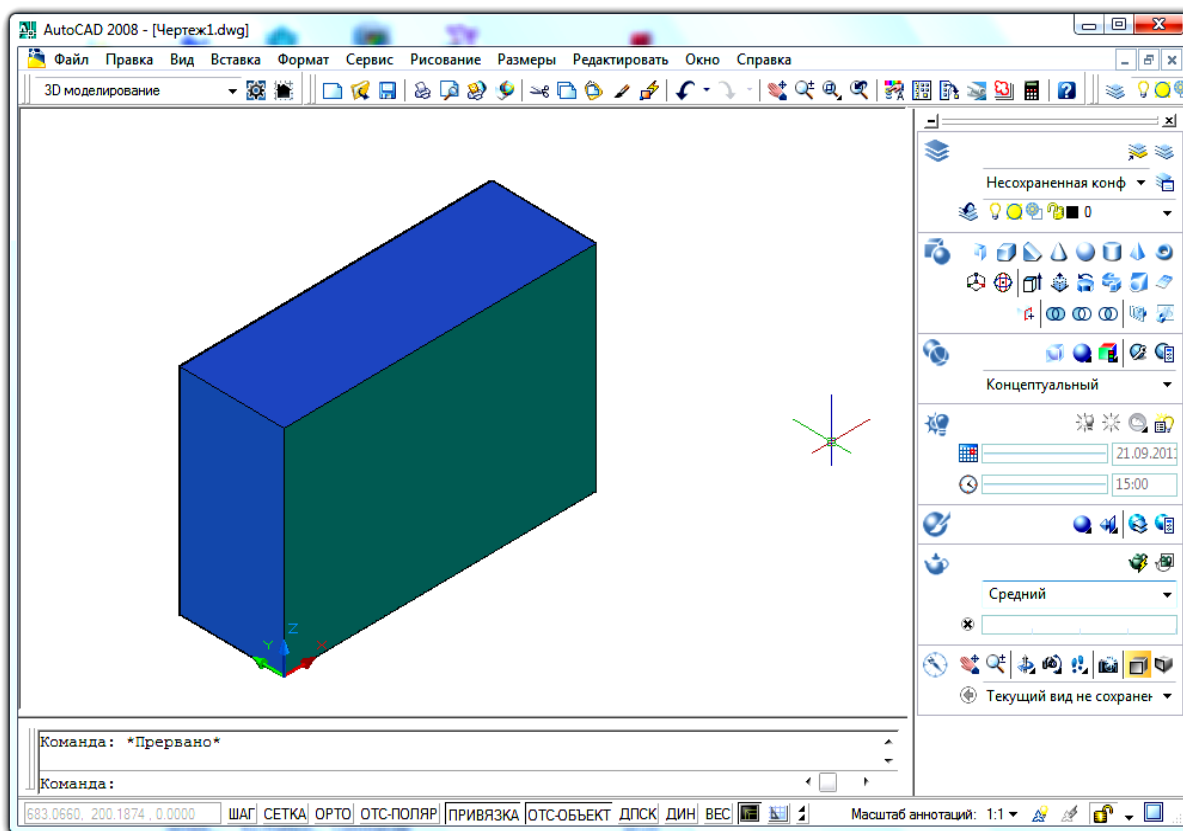 AutoCAD 2008 - [Чертеж1.dwg]
Файл Правка Вид Вставка Формат Сервис Рисование Размеры Редактировать Окно Справка
3D моделирование
Несохраненная конф
0
Концептуальный
21.09.201
15:00
Средний
Текущий вид не сохранен
Z
Y X
Команда: *Прервано*
Команда:
683.0660, 200.1874 , 0.0000 ШАГ СЕТКА ОРТО ОТС-ПОЛЯР ПРИВЯЗКА ОТС-ОБЪЕКТ ДПСК ДИН ВЕС Масштаб аннотаций: 1:1